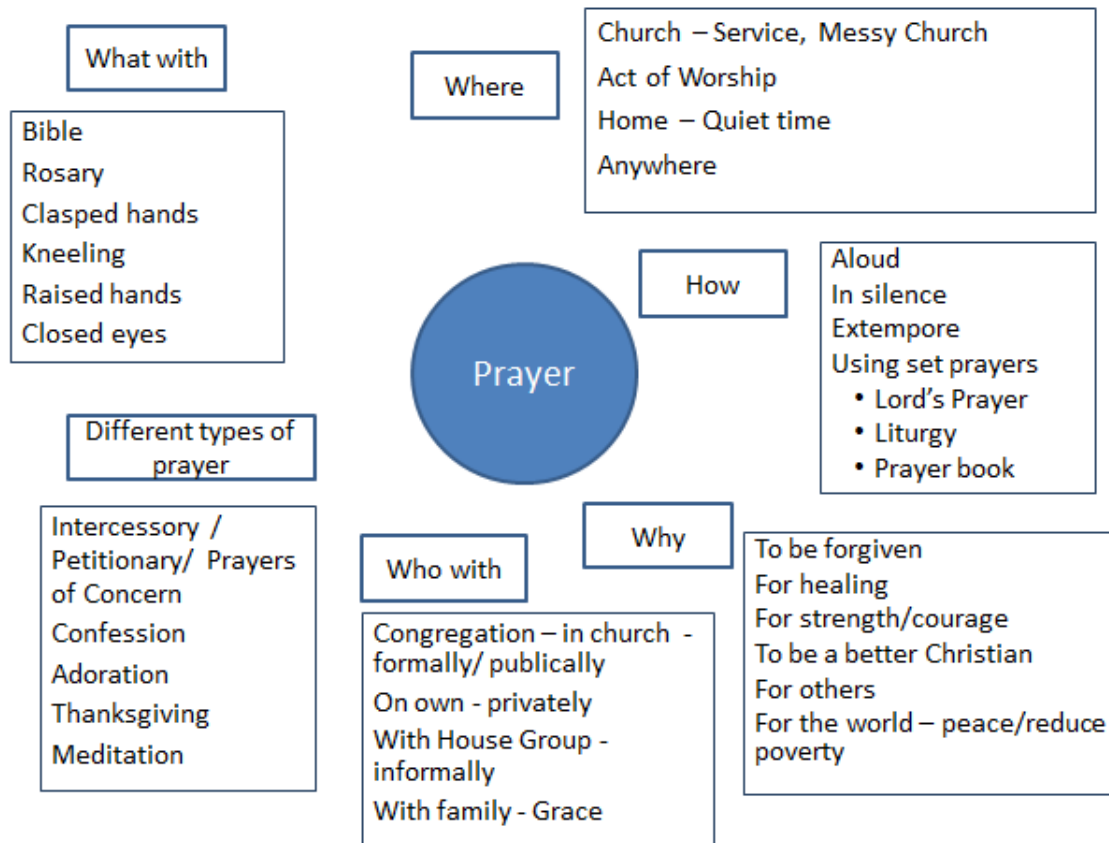 What with
Bible
Rosary
Clasped hands
Kneeling
Raised hands
Closed eyes
Where
Church – Service, Messy Church
Act of Worship
Home – Quiet time
Anywhere
Prayer
How
Aloud
In silence
Extempore
Using set prayers
• Lord’s Prayer
• Liturgy
• Prayer book
Different types of
prayer
Intercessory /
Petitionary/ Prayers
of Concern
Confession
Adoration
Thanksgiving
Meditation
Who with
Congregation – in church -
formally/ publically
On own - privately
With House Group -
informally
With family - Grace
Why
To be forgiven
For healing
For strength/courage
To be a better Christian
For others
For the world – peace/reduce
poverty